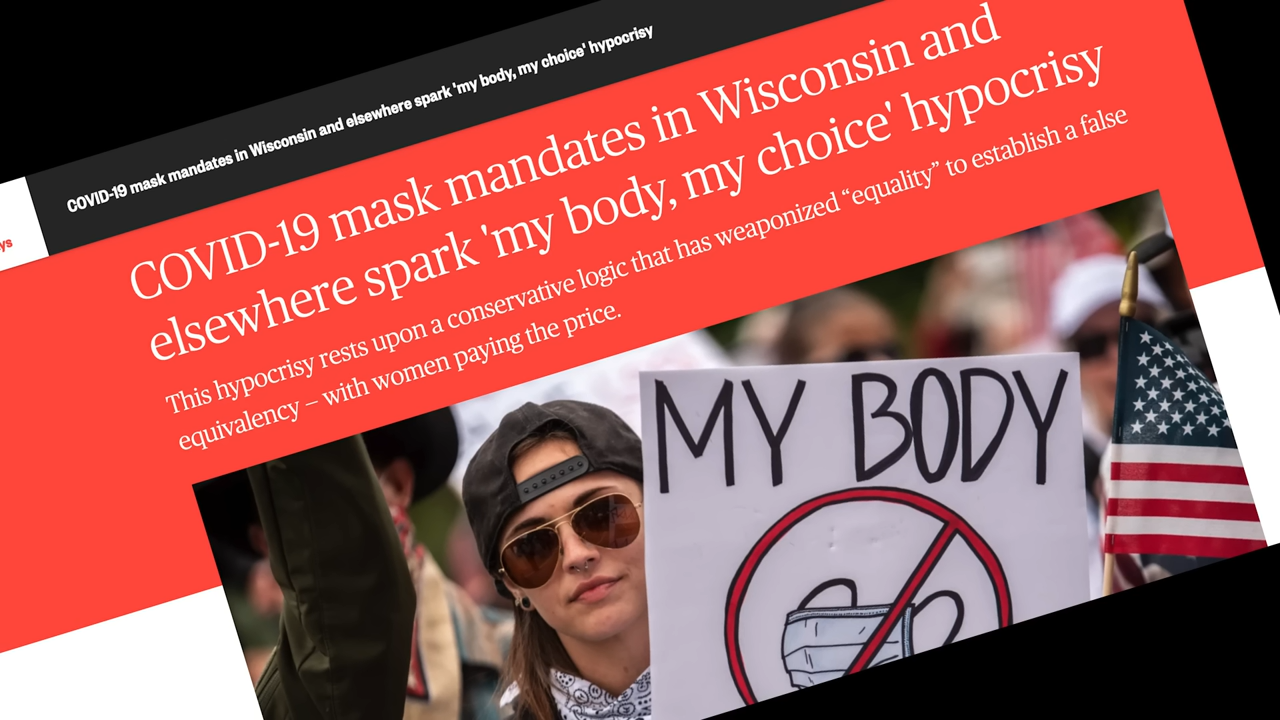 COVID-19 mask mandates in Wisconsin and elsewhere spark 'my body, my choice' hypocrisy
ys
COVID-19 mask mandates in Wisconsin and
elsewhere spark 'my body, my choice' hypocrisy
This hypocrisy rests upon a conservative logic that has weaponized “equality” to establish a false
equivalency — with women paying the price.
MY BODY